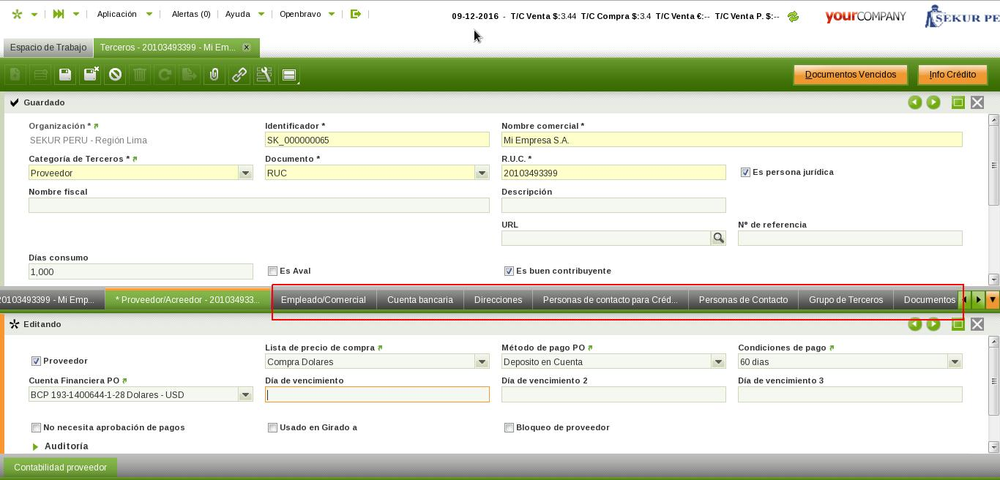 Aplicación Alertas (0) Ayuda Openbravo 09-12-2016 - T/C Venta $:3.44 T/C Compra $:3.4 T/C Venta €:-- T/C Venta P. $:-- yourCOMPANY SEKUR PE
Espacio de Trabajo Terceros - 20103493399 - Mi Em...
Documentos Vencidos Info Crédito
Guardado
Organización * Identificador * Nombre comercial *
SEKUR PERU - Región Lima SK_000000065 Mi Empresa S.A.
Categoría de Terceros * Documento * R.U.C. *
Proveedor RUC 20103493399 Es persona jurídica
Nombre fiscal Descripción
URL Nº de referencia
Días consumo
1,000 Es Aval Es buen contribuyente
20103493399 - Mi Emp... * Proveedor/Acreedor - 201034933... Empleado/Comercial Cuenta bancaria Direcciones Personas de contacto para Créd... Personas de Contacto Grupo de Terceros Documentos
Editando
Lista de precio de compra Método de pago PO Condiciones de pago
Proveedor Compra Dolares Deposito en Cuenta 60 dias
Cuenta Financiera PO Día de vencimiento Día de vencimiento 2 Día de vencimiento 3
BCP 193-1400644-1-28 Dolares - USD
No necesita aprobación de pagos Usado en Girado a Bloqueo de proveedor
Auditoría
Contabilidad proveedor